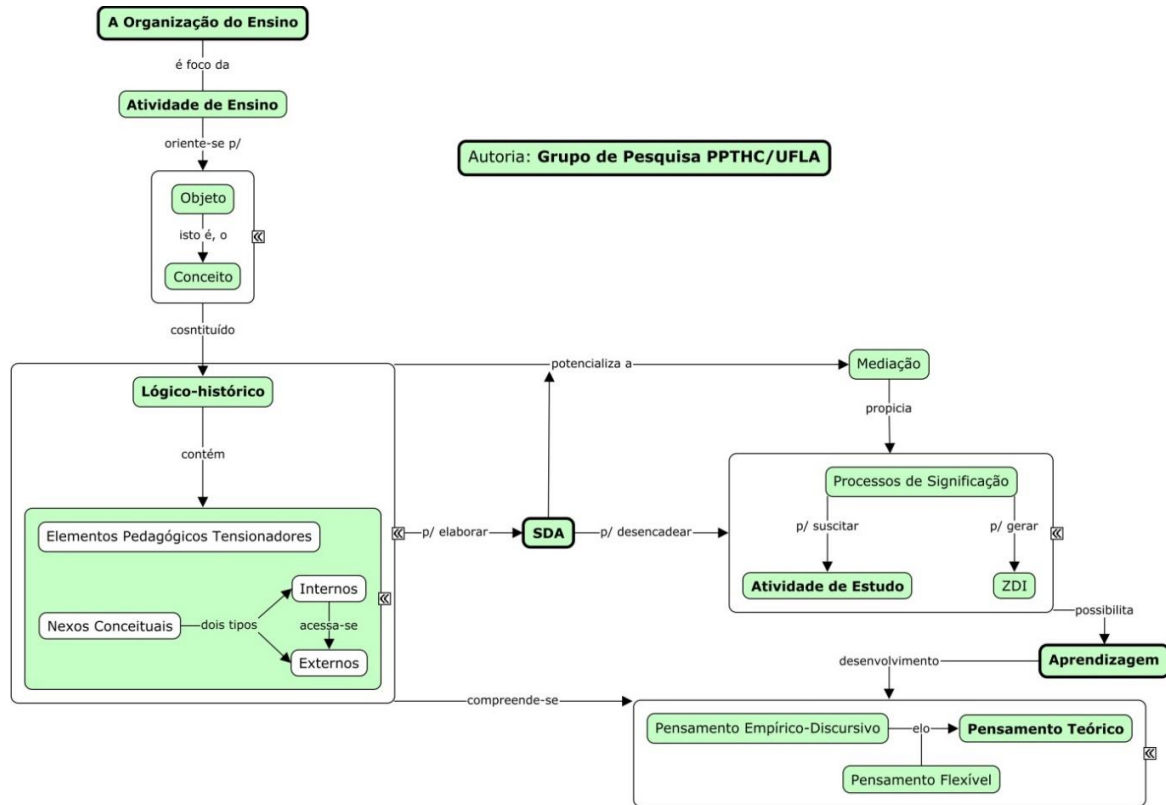 A Organização do Ensino
é foco da
Atividade de Ensino
oriente-se p/
Autoria: Grupo de Pesquisa PPTHC/UFLA
Objeto
isto é, o
Conceito
cosntituído
Lógico-histórico
potencializa a
Mediação
contém
propicia
Elementos Pedagógicos Tensionadores
Nexos Conceituais
dois tipos
Internos
acessa-se
Externos
p/ elaborar
SDA
p/ desencadear
Processos de Significação
p/ suscitar
p/ gerar
Atividade de Estudo
ZDI
possibilita
Aprendizagem
desenvolvimento
compreende-se
Pensamento Empírico-Discursivo
elo
Pensamento Teórico
Pensamento Flexível